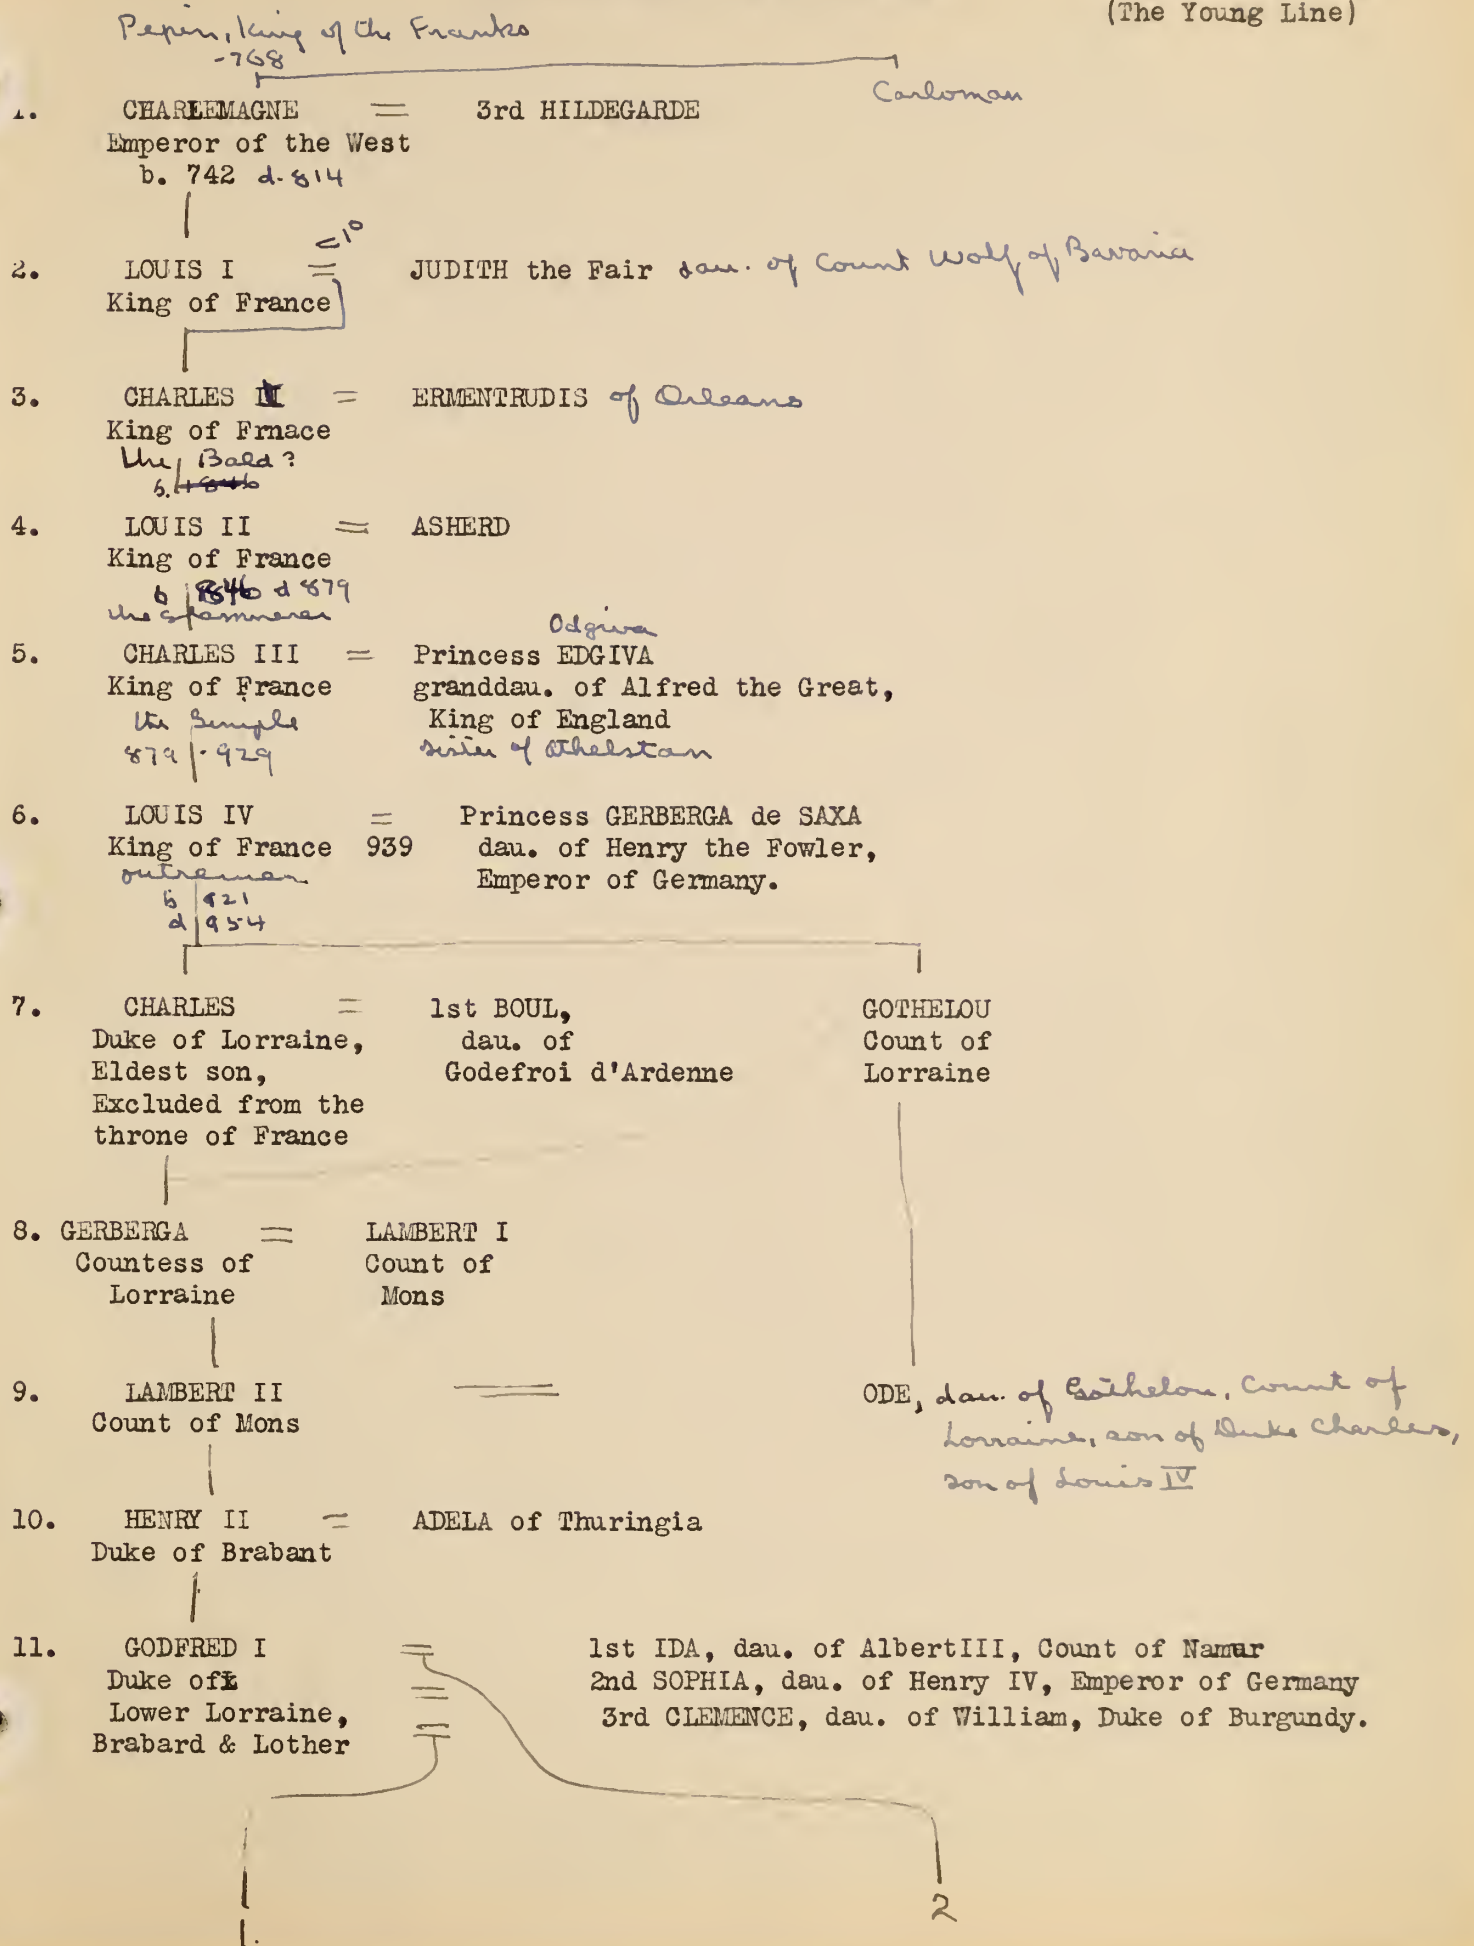 (The Young Line)
Pepin, King of the Franks
-768
Carloman
1. CHARLEMAGNE = 3rd HILDEGARDE
Emperor of the West
b. 742 d. 814
= 1º
2. LOUIS I = JUDITH the Fair dau. of Count Wolf of Bavaria
King of France
3. CHARLES II = ERMENTRUDIS of Orleans
King of Frnace
the Bald?
b. 846
4. LOUIS II = ASHERD
King of France
b 846 d 879
the Stammerer
Odgiva
5. CHARLES III = Princess EDGIVA
King of France granddau. of Alfred the Great,
the Simple King of England
879 - 929 sister of Athelstan
6. LOUIS IV = Princess GERBERGA de SAXA
King of France 939 dau. of Henry the Fowler,
outremer Emperor of Germany.
b 921
d 954
7. CHARLES = 1st BOUL, GOTHELOU
Duke of Lorraine, dau. of Count of
Eldest son, Godefroi d'Ardenne Lorraine
Excluded from the
throne of France
8. GERBERGA = LAMBERT I
Countess of Count of
Lorraine Mons
9. LAMBERT II = ODE, dau. of Gothelou, Count of
Count of Mons Lorraine, son of Duke Charles,
son of Louis IV
10. HENRY II = ADELA of Thuringia
Duke of Brabant
11. GODFRED I = 1st IDA, dau. of AlbertIII, Count of Namur
Duke of = 2nd SOPHIA, dau. of Henry IV, Emperor of Germany
Lower Lorraine, = 3rd CLEMENCE, dau. of William, Duke of Burgundy.
Brabard & Lother
2
1.